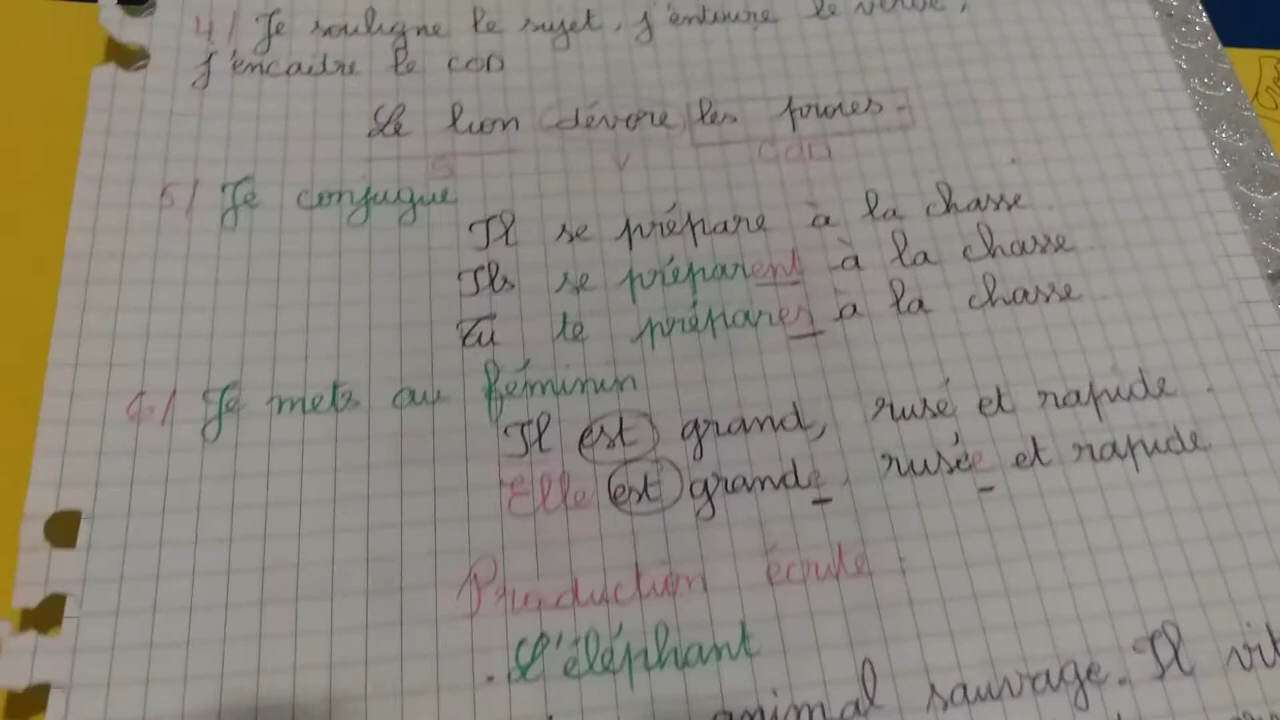 4/ Je souligne le sujet, j'entoure le verbe,
j'encadre le COD
Le lion dévore les proies.
S V COD
5/ Je conjugue
Il se prépare à la chasse.
Ils se préparent à la chasse
Tu te prépares à la chasse
6/ Je mets au féminin
Il est grand, rusé et rapide.
Elle est grande, rusée et rapide
Production écrite
L'éléphant
animal sauvage. Il vit